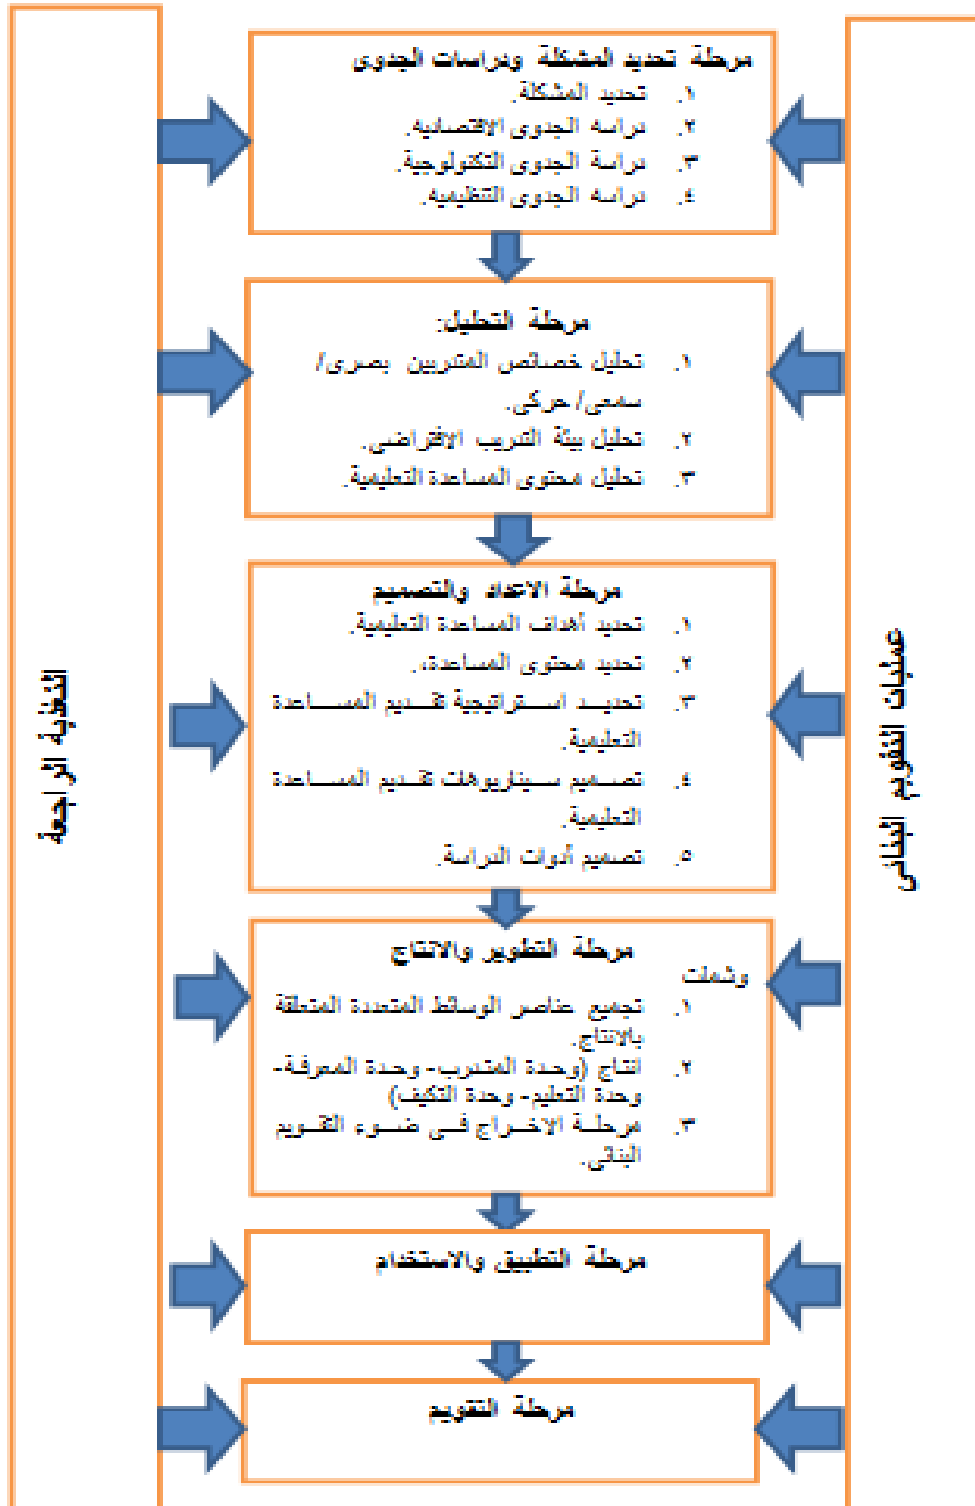 مرحلة تحديد المشكلة ودراسات الجدوى
١. تحديد المشكلة.
٢. دراسة الجدوى الاقتصادية.
٣. دراسة الجدوى التكنولوجية.
٤. دراسة الجدوى التنظيمية.
مرحلة التحليل:
١. تحليل خصائص المتدربين بصرى/
سمعى/ حركى.
٢. تحليل بيئة التدريب الافتراضى.
٣. تحليل محتوى المساعدة التعليمية.
مرحلة الاعداد والتصميم
١. تحديد أهداف المساعدة التعليمية.
٢. تحديد محتوى المساعدة،.
٣. تحديد استراتيجية تقديم المساعدة
التعليمية.
٤. تصميم سيناريوهات تقديم المساعدة
التعليمية.
٥. تصميم أدوات الدراسة.
مرحلة التطوير والانتاج
وشملت
١. تجميع عناصر الوسائط المتعددة المتعلقة
بالانتاج.
٢. انتاج (وحدة المتدرب- وحدة المعرفة-
وحدة التعليم- وحدة التكيف)
٣. مرحلة الاخراج فى ضوء التقويم
البنائى.
مرحلة التطبيق والاستخدام
مرحلة التقويم
عمليات التقويم البنائى
التغذية الراجعة